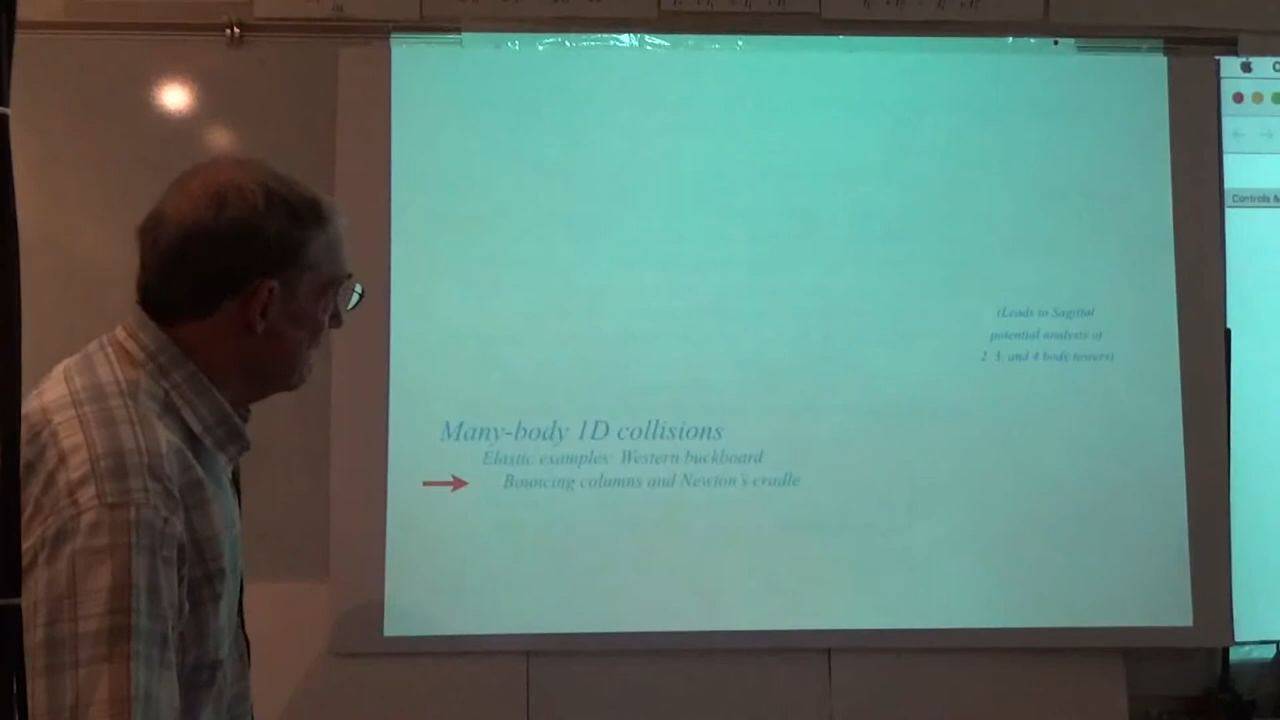 Controls &
(Leads to Sagittal
potential analysis of
2, 3, and 4 body towers)
Many-body 1D collisions
Elastic examples: Western buckboard
Bouncing columns and Newton's cradle